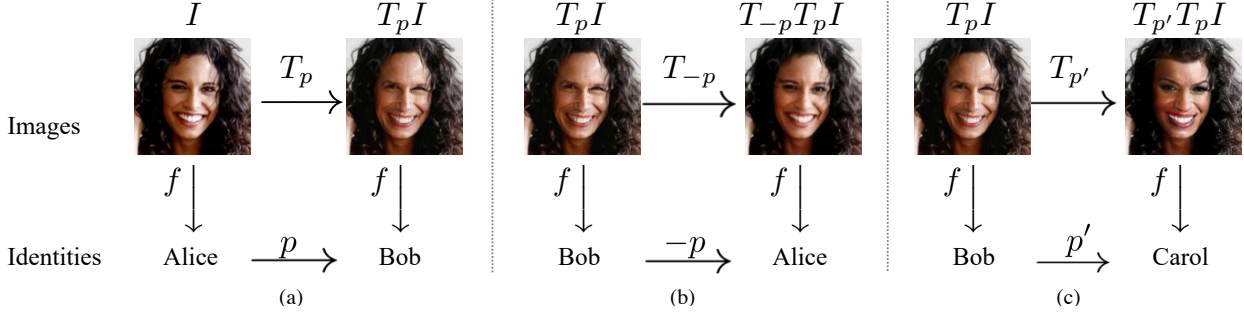 I T_pI T_pI T_{-p}T_pI T_pI T_{p'}T_pI
T_p T_{-p} T_{p'}
Images
f f f f f f
p -p p'
Identities Alice Bob Bob Alice Bob Carol
(a) (b) (c)